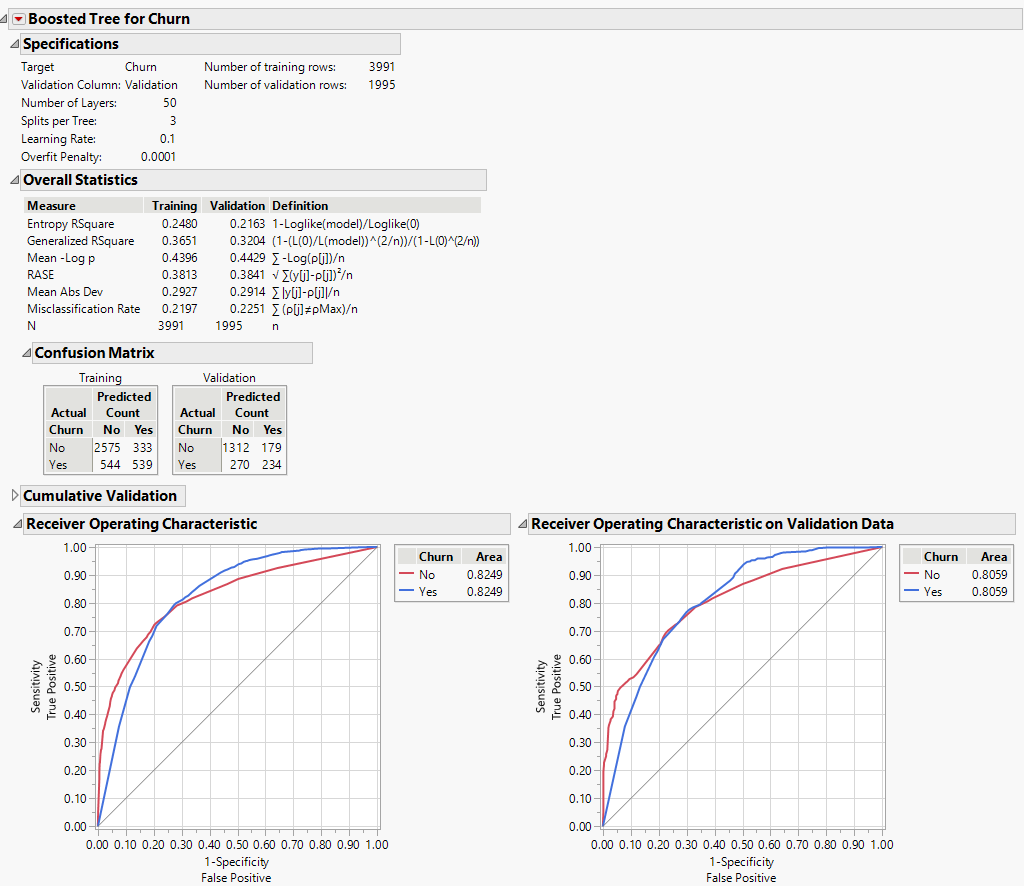 Boosted Tree for Churn
Specifications
Target Churn Number of training rows: 3991
Validation Column: Validation Number of validation rows: 1995
Number of Layers: 50
Splits per Tree: 3
Learning Rate: 0.1
Overfit Penalty: 0.0001
Overall Statistics
Measure Training Validation Definition
Entropy RSquare 0.2480 0.2163 1-Loglike(model)/Loglike(0)
Generalized RSquare 0.3651 0.3204 (1-(L(0)/L(model))^(2/n))/(1-L(0)^(2/n))
Mean -Log p 0.4396 0.4429 ∑ -Log(ρ[j])/n
RASE 0.3813 0.3841 √ ∑(y[j]-ρ[j])²/n
Mean Abs Dev 0.2927 0.2914 ∑ |y[j]-ρ[j]|/n
Misclassification Rate 0.2197 0.2251 ∑ (ρ[j]≠ρMax)/n
N 3991 1995 n
Confusion Matrix
Training Validation
Predicted Predicted
Actual Count Actual Count
Churn No Yes Churn No Yes
No 2575 333 No 1312 179
Yes 544 539 Yes 270 234
Cumulative Validation
Receiver Operating Characteristic
1.00
0.90
0.80
0.70
0.60
0.50
0.40
0.30
0.20
0.10
0.00
Sensitivity
True Positive
0.00 0.10 0.20 0.30 0.40 0.50 0.60 0.70 0.80 0.90 1.00
1-Specificity
False Positive
Churn Area
No 0.8249
Yes 0.8249
Receiver Operating Characteristic on Validation Data
1.00
0.90
0.80
0.70
0.60
0.50
0.40
0.30
0.20
0.10
0.00
Sensitivity
True Positive
0.00 0.10 0.20 0.30 0.40 0.50 0.60 0.70 0.80 0.90 1.00
1-Specificity
False Positive
Churn Area
No 0.8059
Yes 0.8059